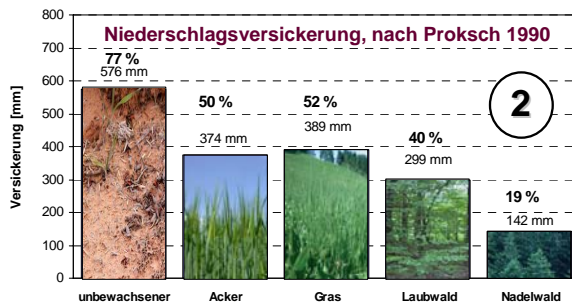 Niederschlagsversickerung, nach Proksch 1990
Versickerung [mm]
800
700
600
500
400
300
200
100
0
77 %
576 mm
50 %
374 mm
52 %
389 mm
40 %
299 mm
19 %
142 mm
2
unbewachsener
Acker
Gras
Laubwald
Nadelwald